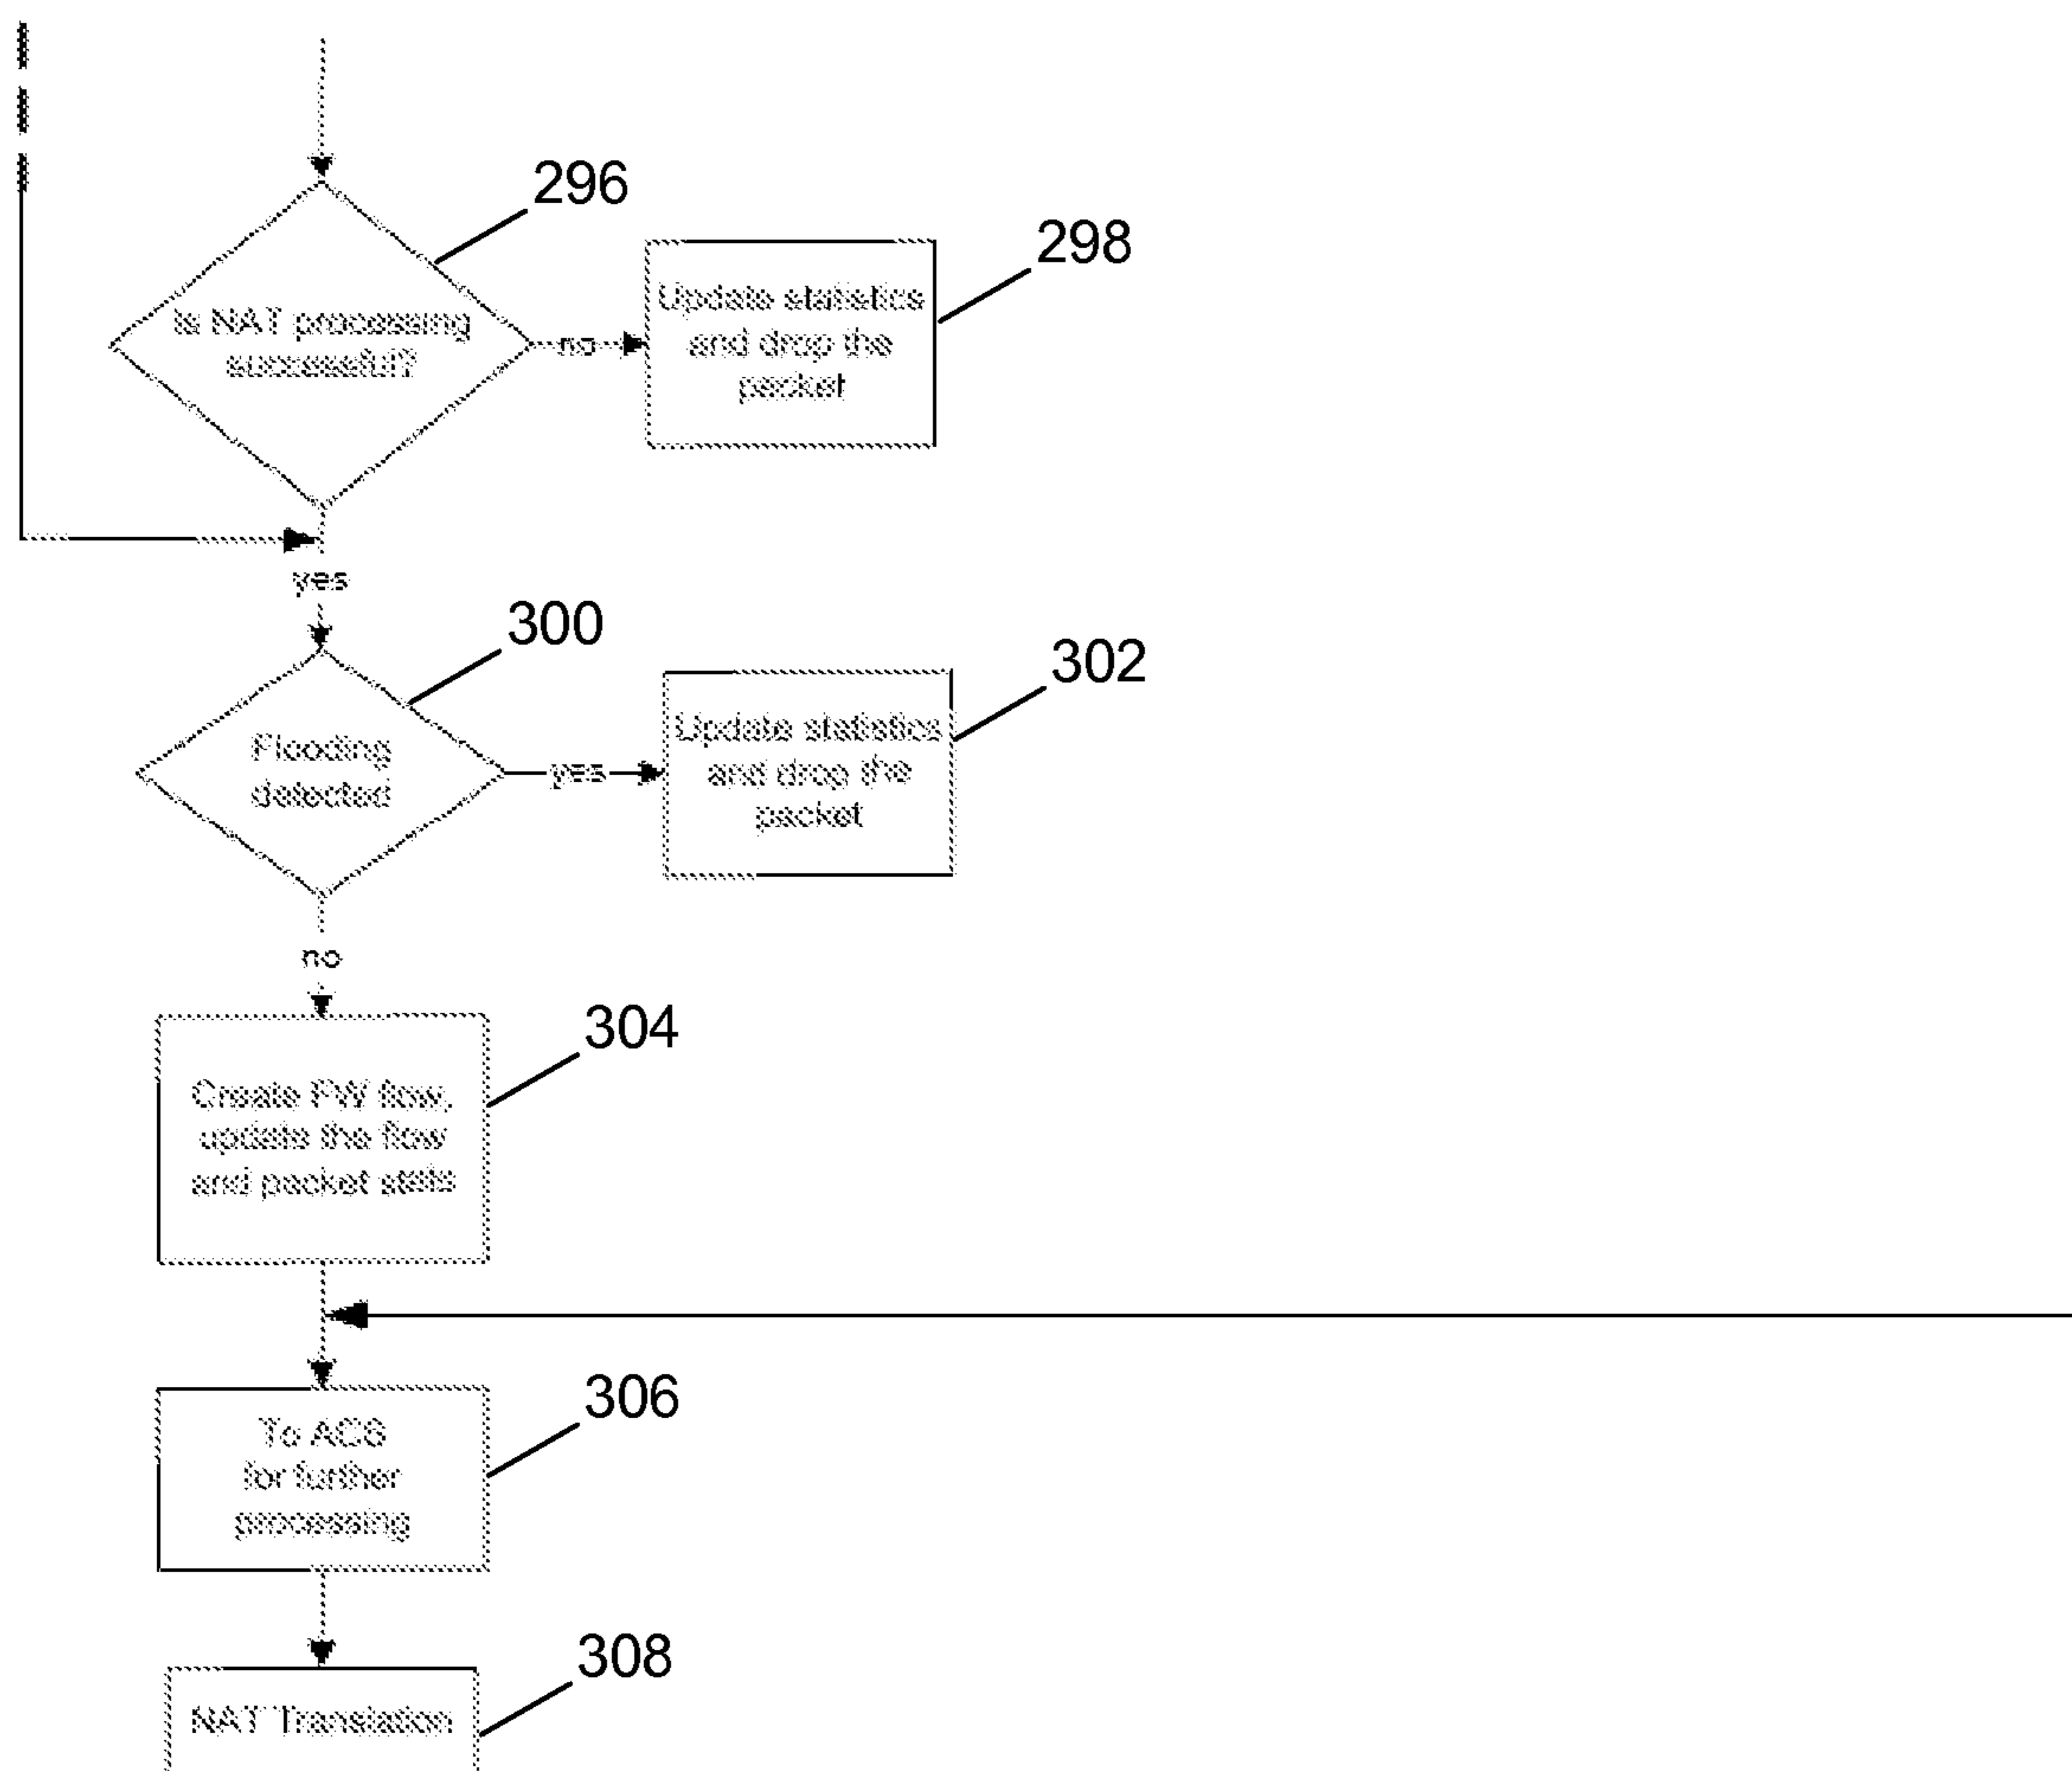 296
Is NAT processing
successful?
no
298
Update statistics
and drop the
packet
yes
300
Flooding
detected
yes
302
Update statistics
and drop the
packet
no
304
Create FW flow,
update the flow
and packet stats
306
To ACS
for further
processing
308
NAT Translation